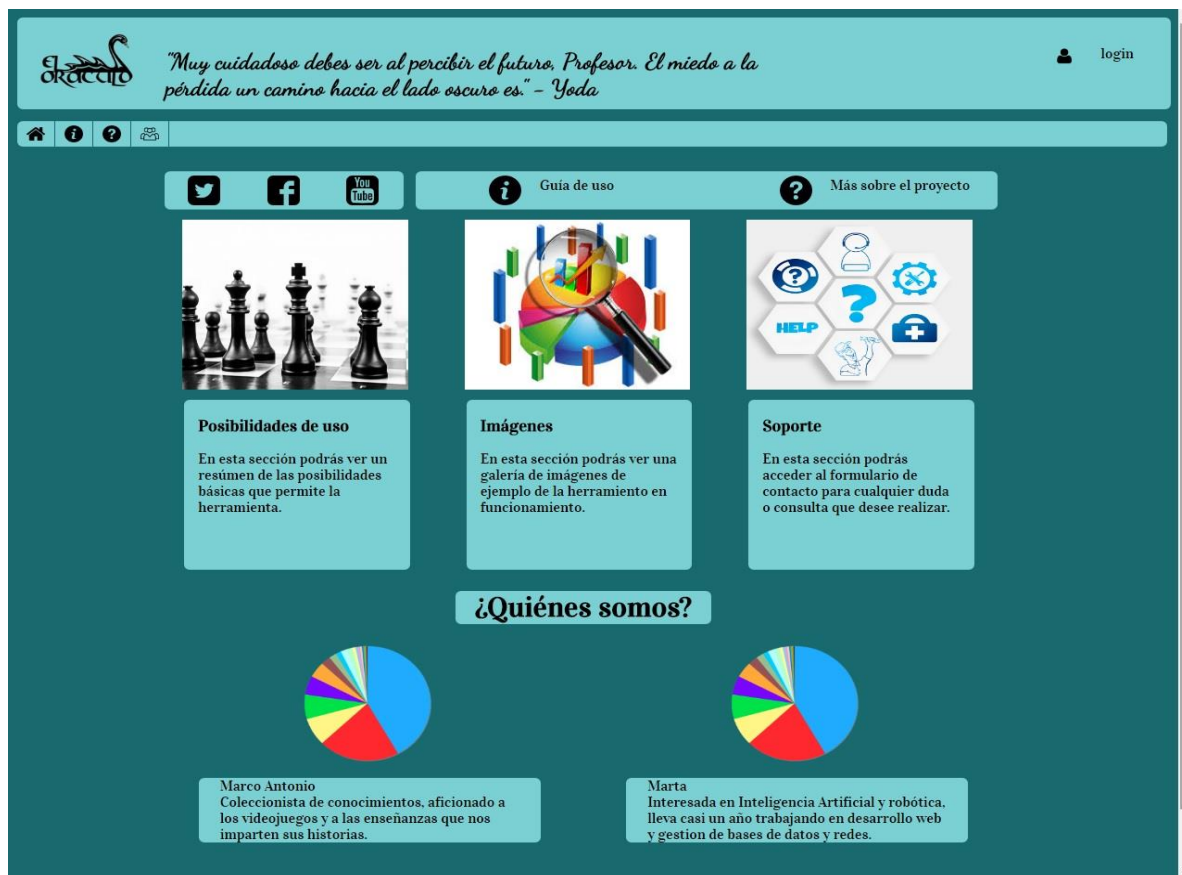 El
oráculo
"Muy cuidadoso debes ser al percibir el futuro, Profesor. El miedo a la
pérdida un camino hacia el lado oscuro es." - Yoda
login
You
Tube
Guía de uso
Más sobre el proyecto
HELP
Posibilidades de uso
En esta sección podrás ver un
resúmen de las posibilidades
básicas que permite la
herramienta.
Imágenes
En esta sección podrás ver una
galería de imágenes de
ejemplo de la herramiento en
funcionamiento.
Soporte
En esta sección podrás
acceder al formulario de
contacto para cualquier duda
o consulta que desee realizar.
¿Quiénes somos?
Marco Antonio
Coleccionista de conocimientos, aficionado a
los videojuegos y a las enseñanzas que nos
imparten sus historias.
Marta
Interesada en Inteligencia Artificial y robótica,
lleva casi un año trabajando en desarrollo web
y gestion de bases de datos y redes.